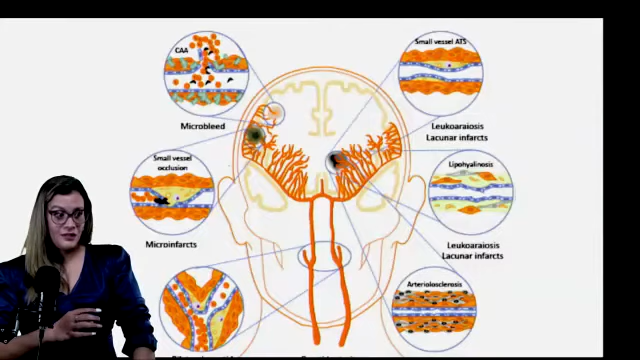 CAA
Small vessel ATS
Microbleed
Leukoaraiosis
Lacunar infarcts
Small vessel
occlusion
Lipohyalinosis
Microinfarcts
Leukoaraiosis
Lacunar infarcts
Arteriolosclerosis